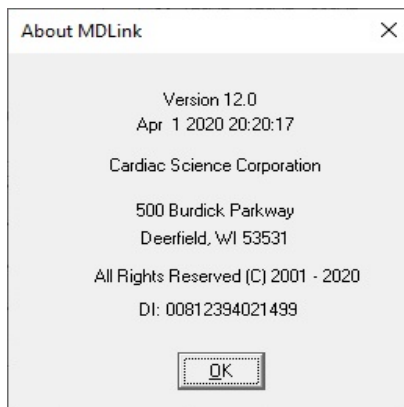 About MDLink
Version 12.0
Apr  1 2020 20:20:17
Cardiac Science Corporation
500 Burdick Parkway
Deerfield, WI 53531
All Rights Reserved (C) 2001 - 2020
DI: 00812394021499
OK